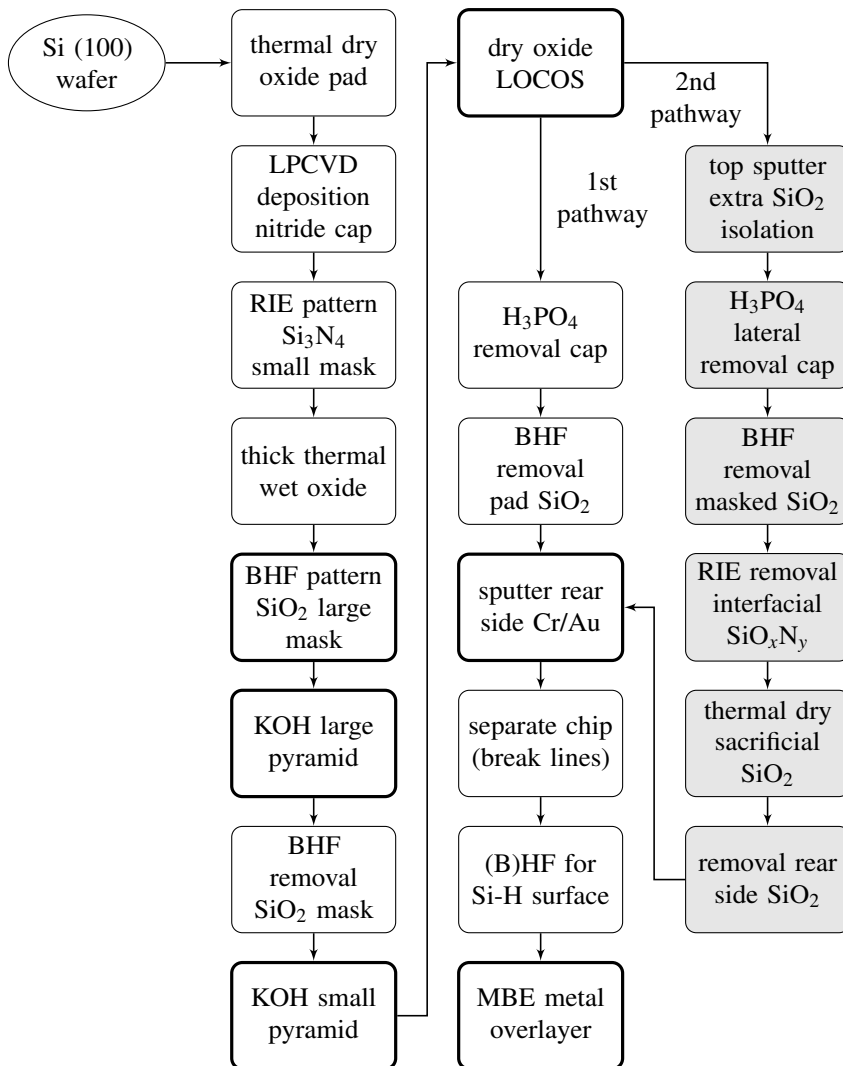 Si (100)
wafer
thermal dry
oxide pad
LPCVD
deposition
nitride cap
RIE pattern
Si₃N₄
small mask
thick thermal
wet oxide
BHF pattern
SiO₂ large
mask
KOH large
pyramid
BHF
removal
SiO₂ mask
KOH small
pyramid
dry oxide
LOCOS
1st
pathway
H₃PO₄
removal cap
BHF
removal
pad SiO₂
sputter rear
side Cr/Au
separate chip
(break lines)
(B)HF for
Si-H surface
MBE metal
overlayer
2nd
pathway
top sputter
extra SiO₂
isolation
H₃PO₄
lateral
removal cap
BHF
removal
masked SiO₂
RIE removal
interfacial
SiOₓNᵧ
thermal dry
sacrificial
SiO₂
removal rear
side SiO₂